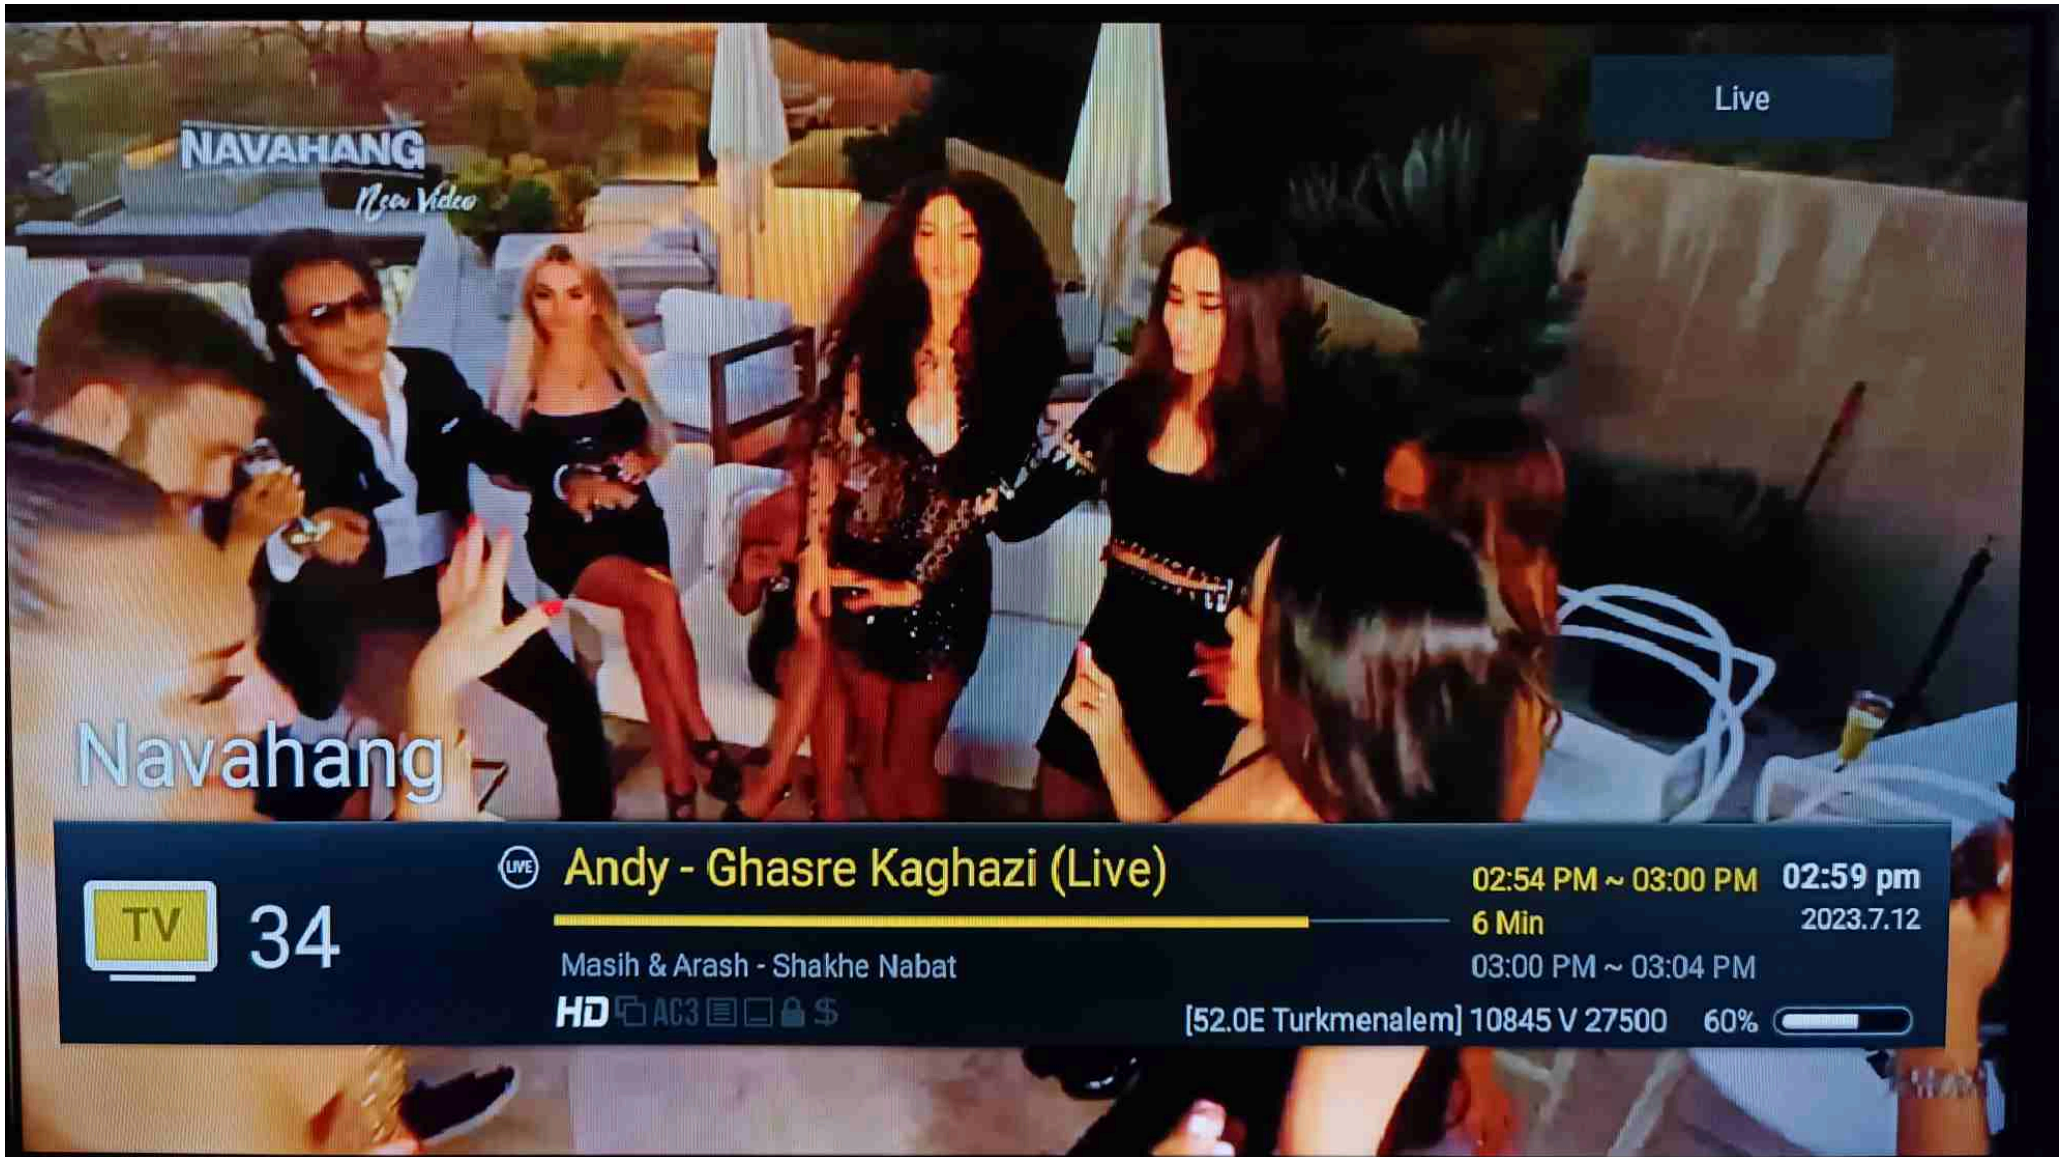 Live
NAVAHANG
New Video
Navahang
TV
34
LIVE
Andy - Ghasre Kaghazi (Live)
02:54 PM ~ 03:00 PM
02:59 pm
6 Min
2023.7.12
Masih & Arash - Shakhe Nabat
03:00 PM ~ 03:04 PM
HD AC3 $
[52.0E Turkmenalem] 10845 V 27500 60%